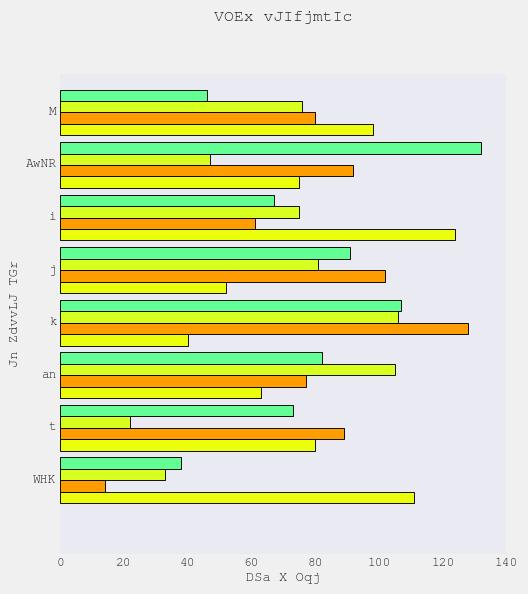 VOEx vJIfjmtIc
M
AwNR
i
j
k
an
t
WHK
Jn ZdvvLJ TGr
0 20 40 60 80 100 120 140
DSa X Oqj